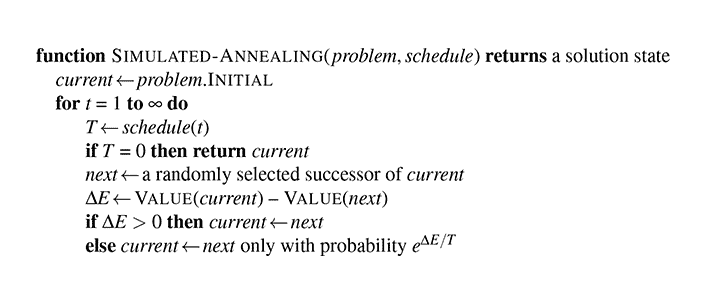 function SIMULATED-ANNEALING(problem, schedule) returns a solution state
current ← problem.INITIAL
for t = 1 to ∞ do
T ← schedule(t)
if T = 0 then return current
next ← a randomly selected successor of current
ΔE ← VALUE(current) – VALUE(next)
if ΔE > 0 then current ← next
else current ← next only with probability e^{ΔE/T}